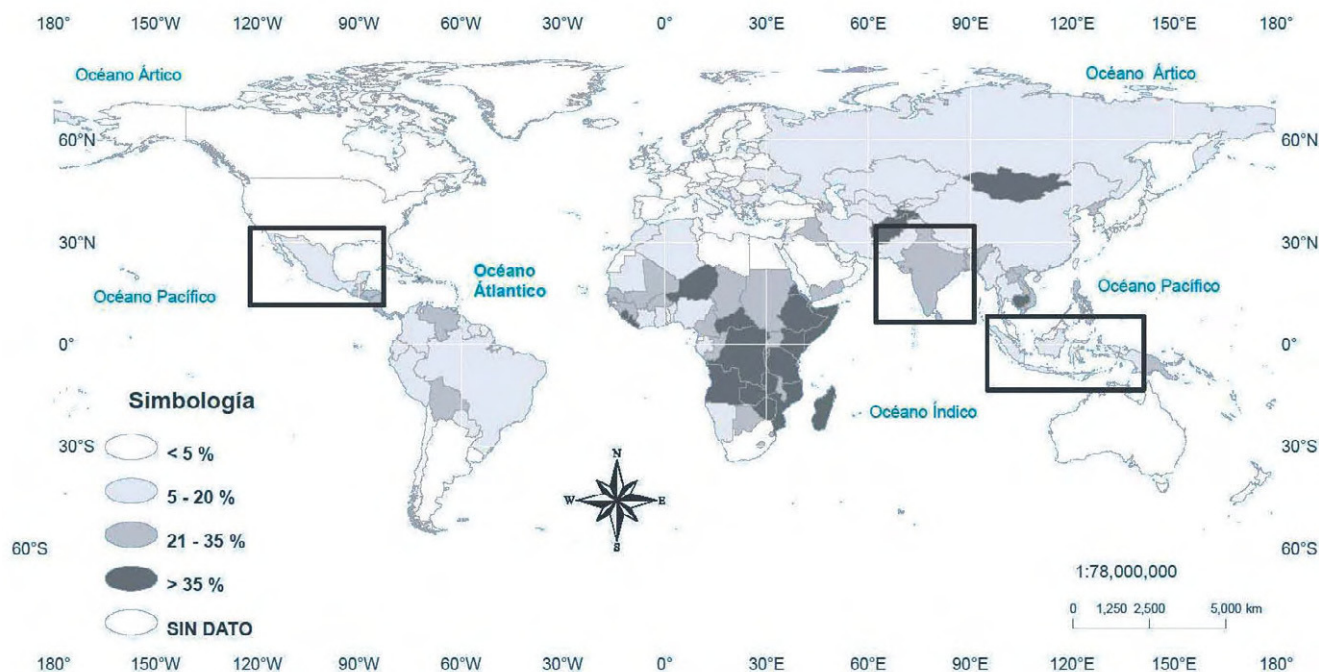 180° 150°W 120°W 90°W 60°W 30°W 0° 30°E 60°E 90°E 120°E 150°E 180°
Océano Ártico
Océano Ártico
60°N 60°N
30°N 30°N
Océano
Átlantico
Océano Pacífico
Océano Pacífico
0° 0°
Océano Índico
Simbología
30°S 30°S
< 5 %
5 - 20 %
21 - 35 %
> 35 %
SIN DATO
N
W E
S
60°S 60°S
1:78,000,000
0 1,250 2,500 5,000 km
180° 150°W 120°W 90°W 60°W 30°W 0° 30°E 60°E 90°E 120°E 150°E 180°